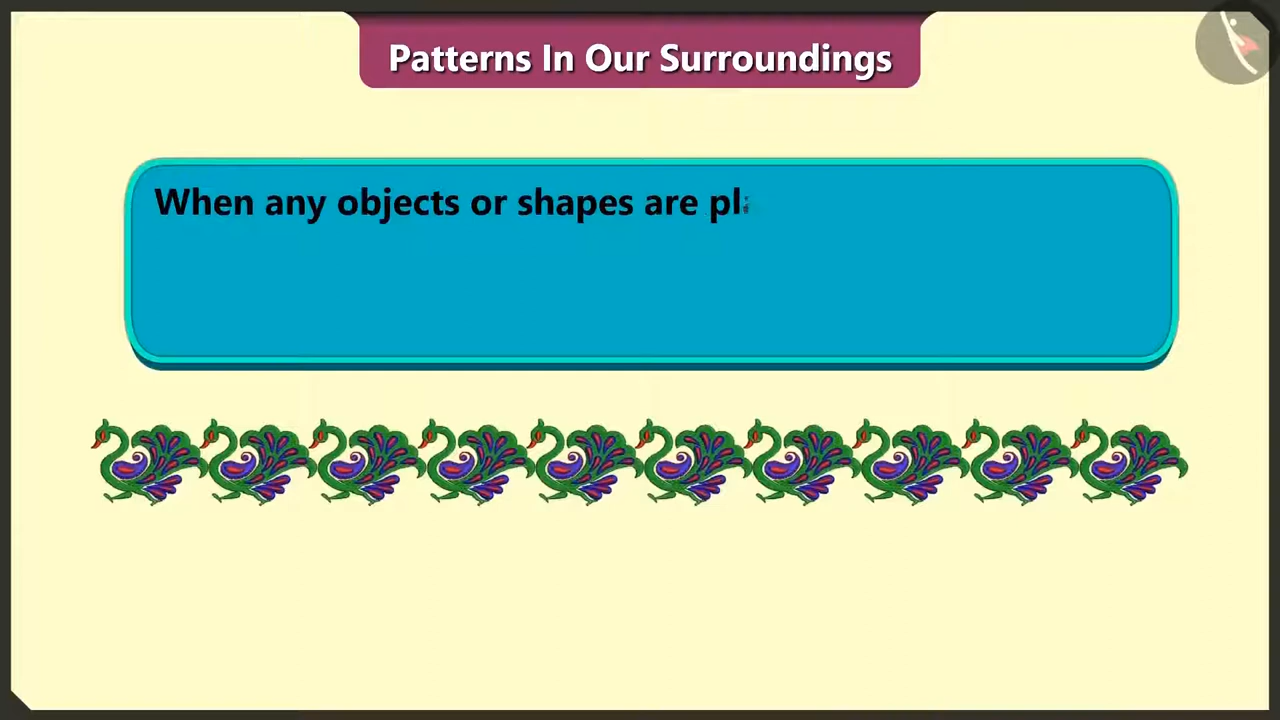 Patterns In Our Surroundings
When any objects or shapes are pl